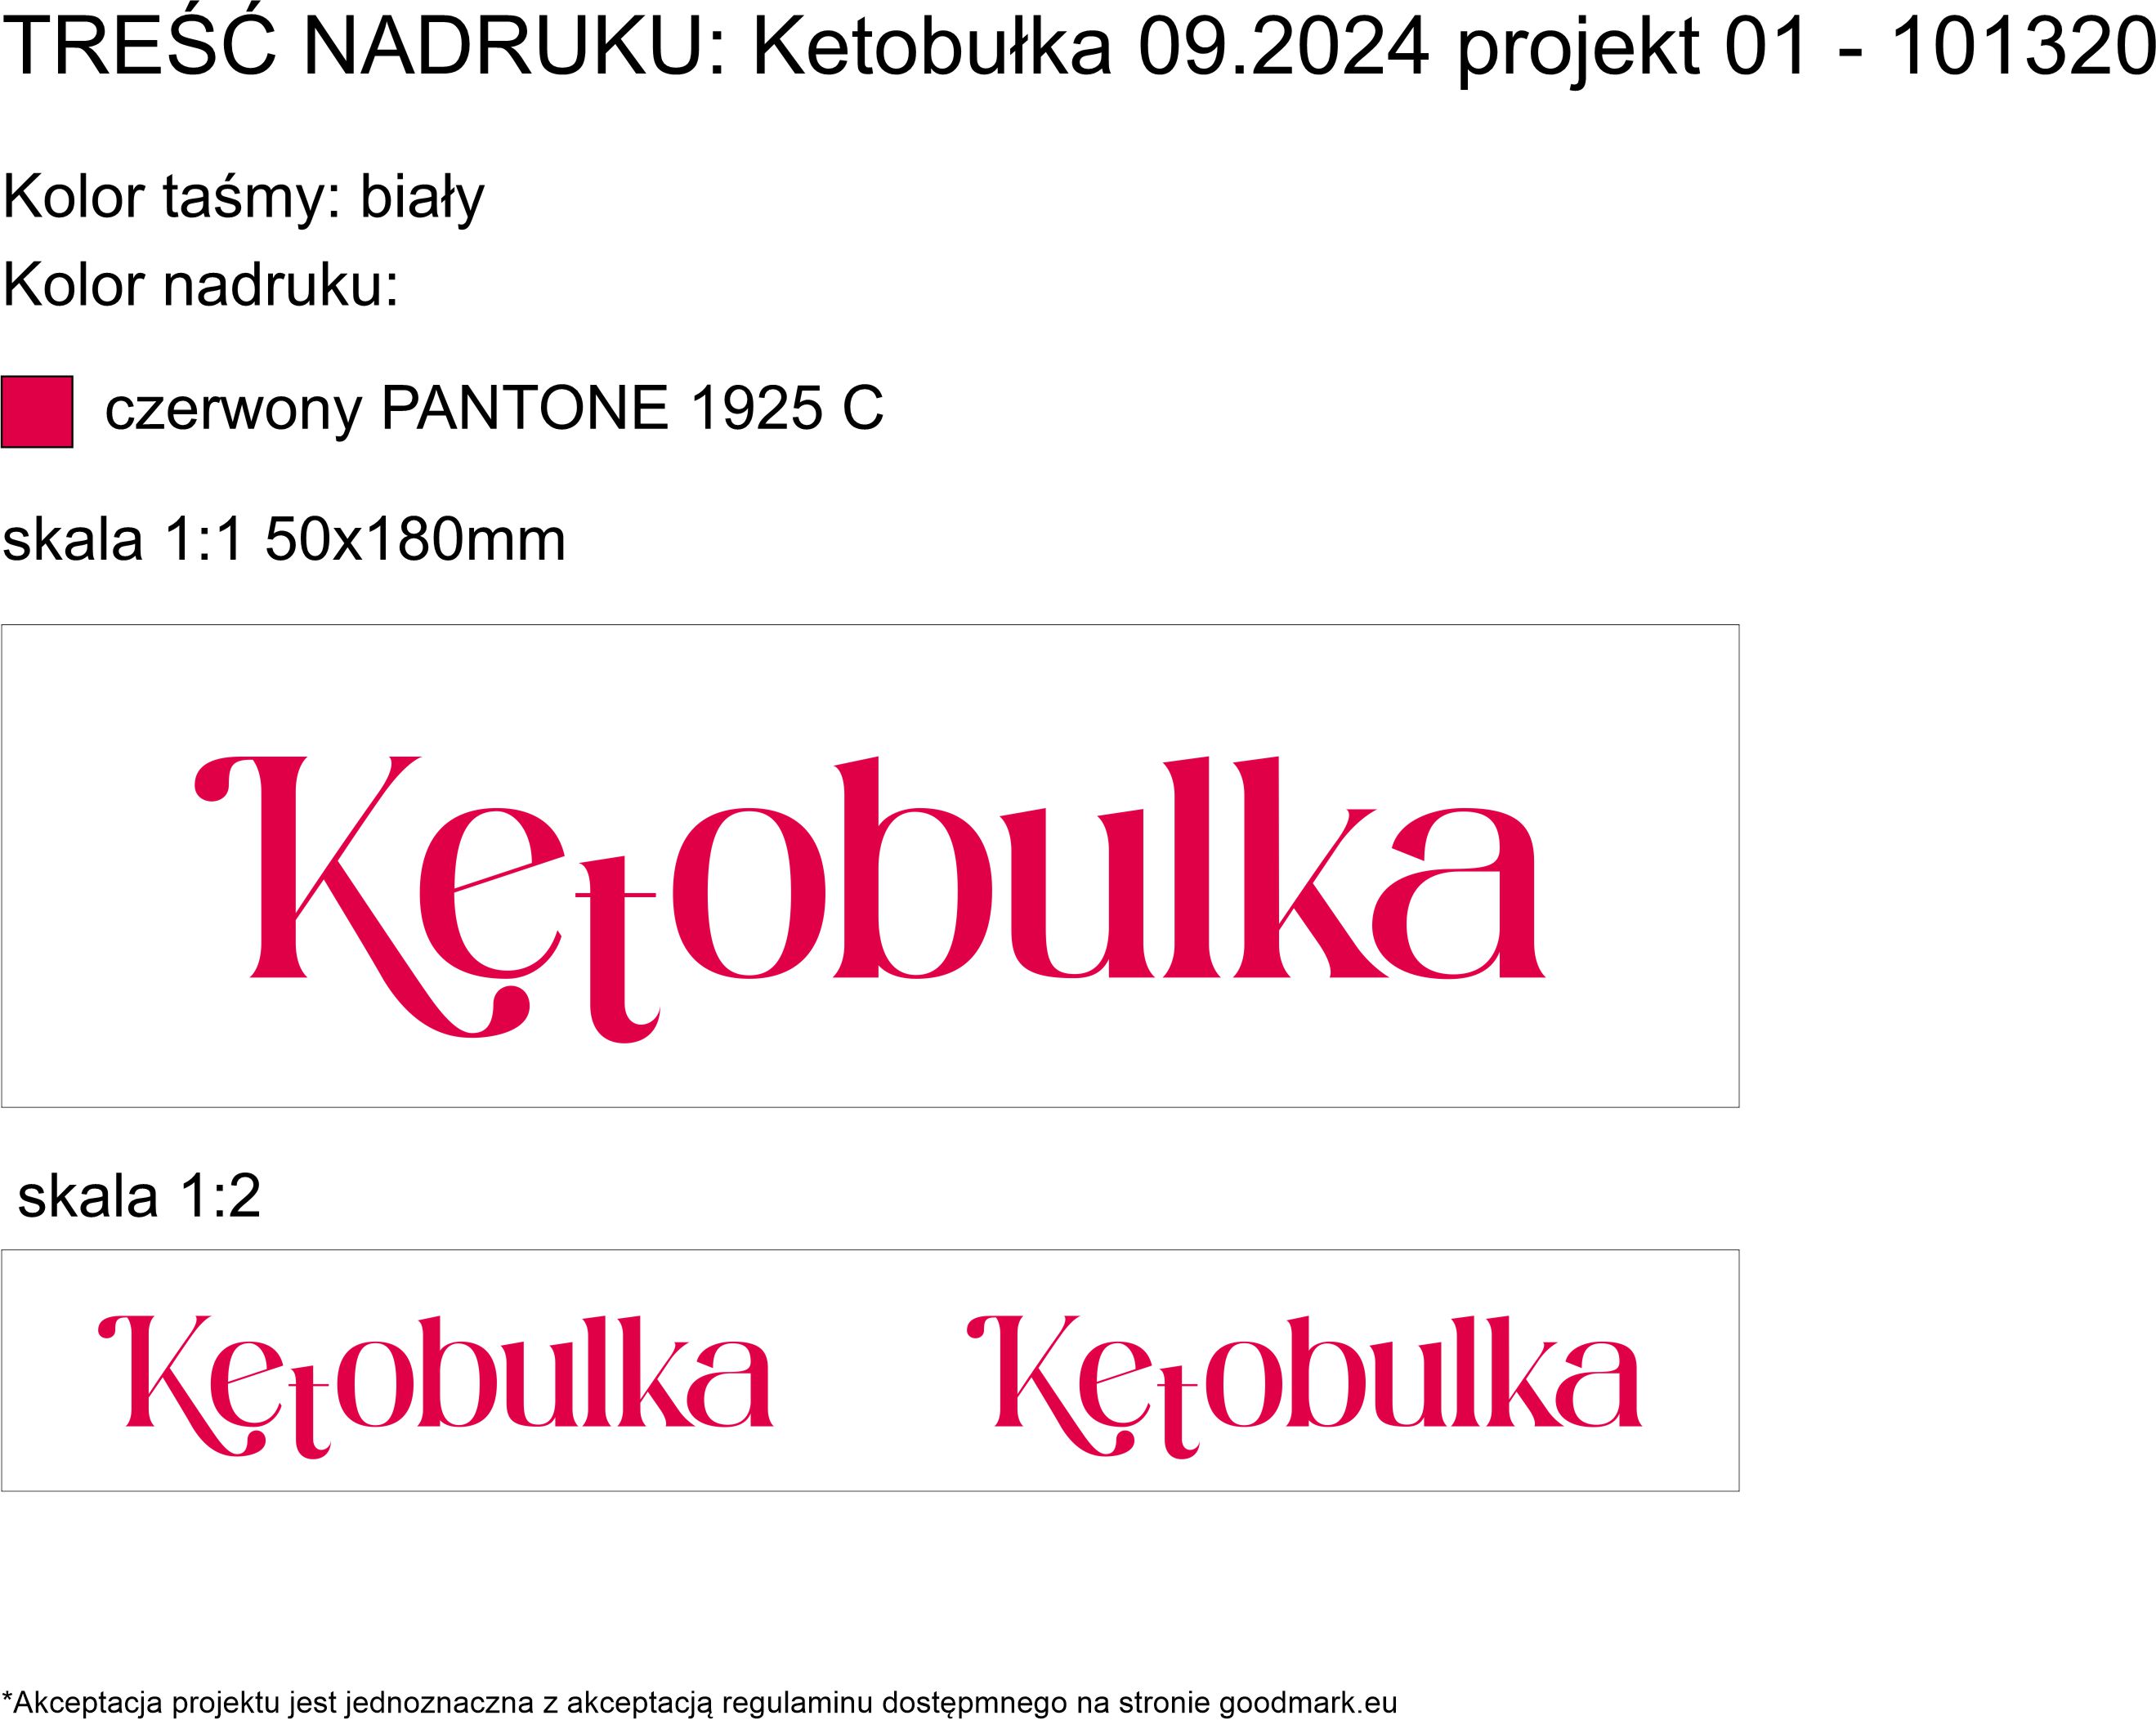 TREŚĆ NADRUKU: Ketobułka 09.2024 projekt 01 - 101320
Kolor taśmy: biały
Kolor nadruku:
czerwony PANTONE 1925 C
skala 1:1 50x180mm
Ketobulka
skala 1:2
Ketobulka Ketobulka
*Akceptacja projektu jest jednoznaczna z akceptacją regulaminu dostępmnego na stronie goodmark.eu